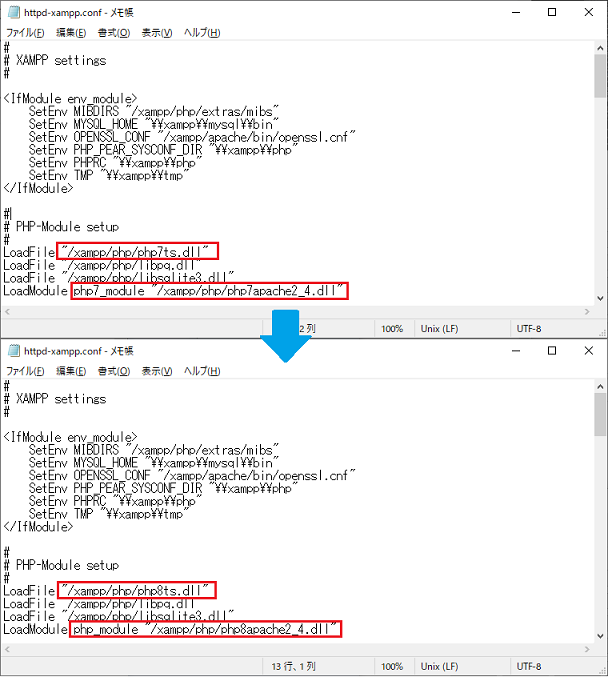 httpd-xampp.conf - メモ帳
ファイル(F) 編集(E) 書式(O) 表示(V) ヘルプ(H)
#
# XAMPP settings
#
<IfModule env_module>
    SetEnv MIBDIRS "/xampp/php/extras/mibs"
    SetEnv MYSQL_HOME "¥¥xampp¥¥mysql¥¥bin"
    SetEnv OPENSSL_CONF "/xampp/apache/bin/openssl.cnf"
    SetEnv PHP_PEAR_SYSCONF_DIR "¥¥xampp¥¥php"
    SetEnv PHPRC "¥¥xampp¥¥php"
    SetEnv TMP "¥¥xampp¥¥tmp"
</IfModule>
#
# PHP-Module setup
#
LoadFile "/xampp/php/php7ts.dll"
LoadFile "/xampp/php/libpq.dll"
LoadFile "/xampp/php/libsqlite3.dll"
LoadModule php7_module "/xampp/php/php7apache2_4.dll"
2 列 100% Unix (LF) UTF-8
httpd-xampp.conf - メモ帳
ファイル(F) 編集(E) 書式(O) 表示(V) ヘルプ(H)
#
# XAMPP settings
#
<IfModule env_module>
    SetEnv MIBDIRS "/xampp/php/extras/mibs"
    SetEnv MYSQL_HOME "¥¥xampp¥¥mysql¥¥bin"
    SetEnv OPENSSL_CONF "/xampp/apache/bin/openssl.cnf"
    SetEnv PHP_PEAR_SYSCONF_DIR "¥¥xampp¥¥php"
    SetEnv PHPRC "¥¥xampp¥¥php"
    SetEnv TMP "¥¥xampp¥¥tmp"
</IfModule>
#
# PHP-Module setup
#
LoadFile "/xampp/php/php8ts.dll"
LoadFile "/xampp/php/libpq.dll"
LoadFile "/xampp/php/libsqlite3.dll"
LoadModule php_module "/xampp/php/php8apache2_4.dll"
13 行、1 列 100% Unix (LF) UTF-8